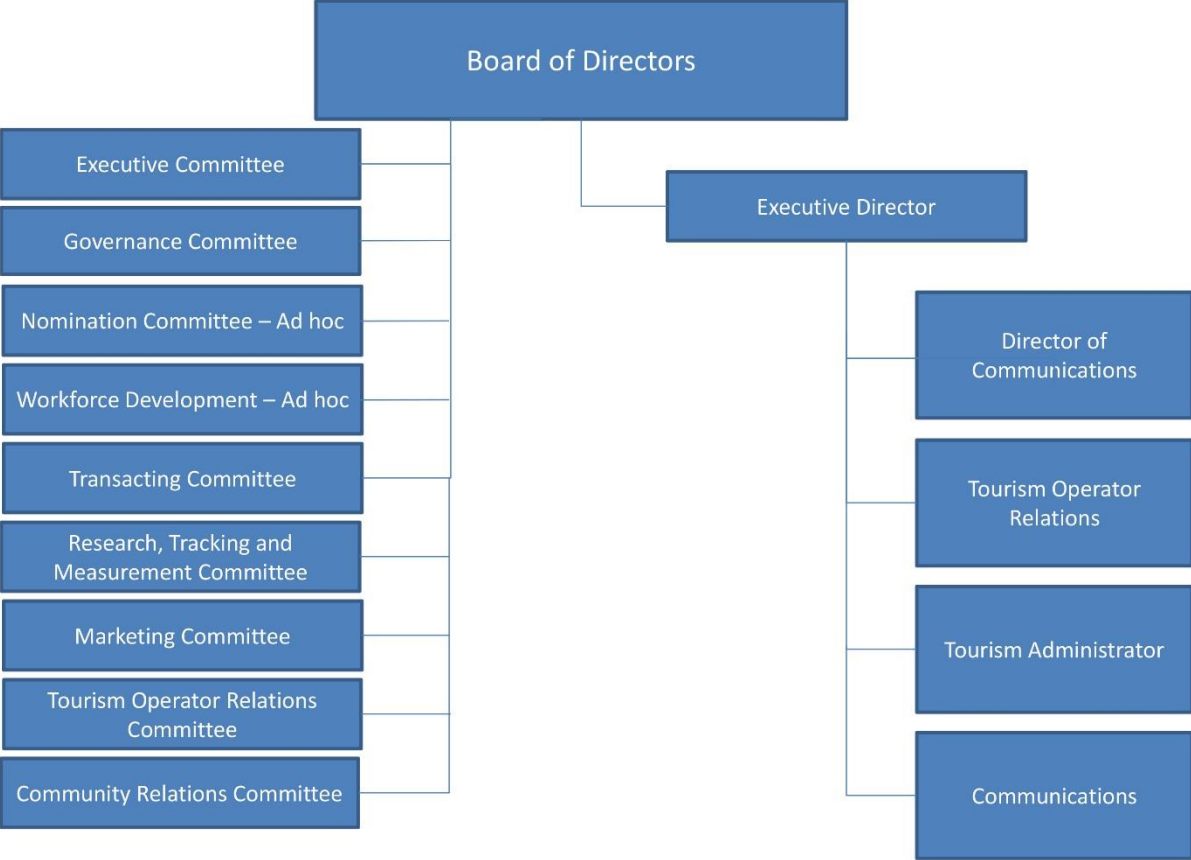 Board of Directors
Executive Committee
Governance Committee
Nomination Committee – Ad hoc
Workforce Development – Ad hoc
Transacting Committee
Research, Tracking and
Measurement Committee
Marketing Committee
Tourism Operator Relations
Committee
Community Relations Committee
Executive Director
Director of
Communications
Tourism Operator
Relations
Tourism Administrator
Communications